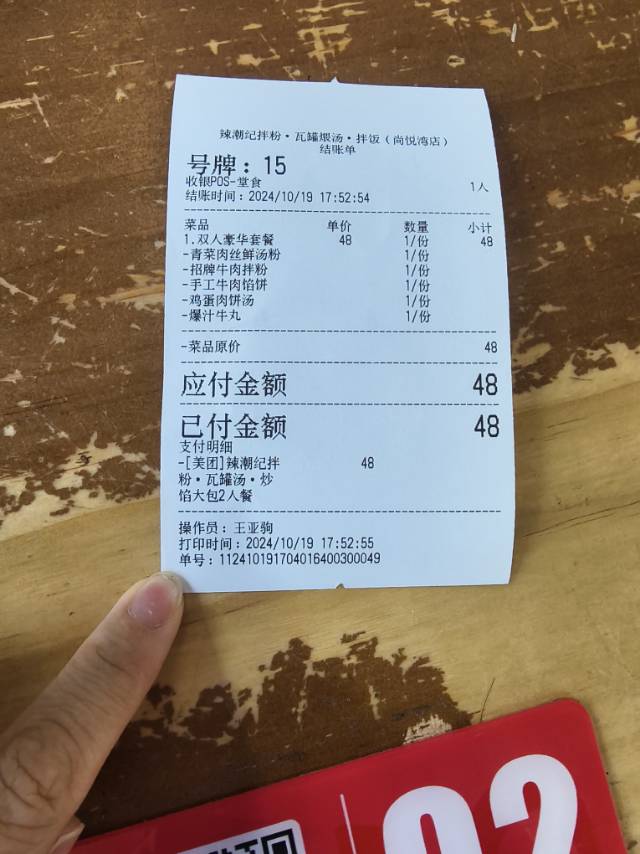 辣潮纪拌粉·瓦罐煨汤·拌饭（尚悦湾店）
结账单
号牌：15
收银POS-堂食 1人
结账时间：2024/10/19 17:52:54
菜品 单价 数量 小计
1.双人豪华套餐 48 1/份 48
-青菜肉丝鲜汤粉 1/份
-招牌牛肉拌粉 1/份
-手工牛肉馅饼 1/份
-鸡蛋肉饼汤 1/份
-爆汁牛丸 1/份
-菜品原价 48
应付金额 48
已付金额 48
支付明细
-[美团]辣潮纪拌 48
粉·瓦罐汤·炒
馅大包2人餐
操作员：王亚驹
打印时间：2024/10/19 17:52:55
单号：112410191704016400300049
02